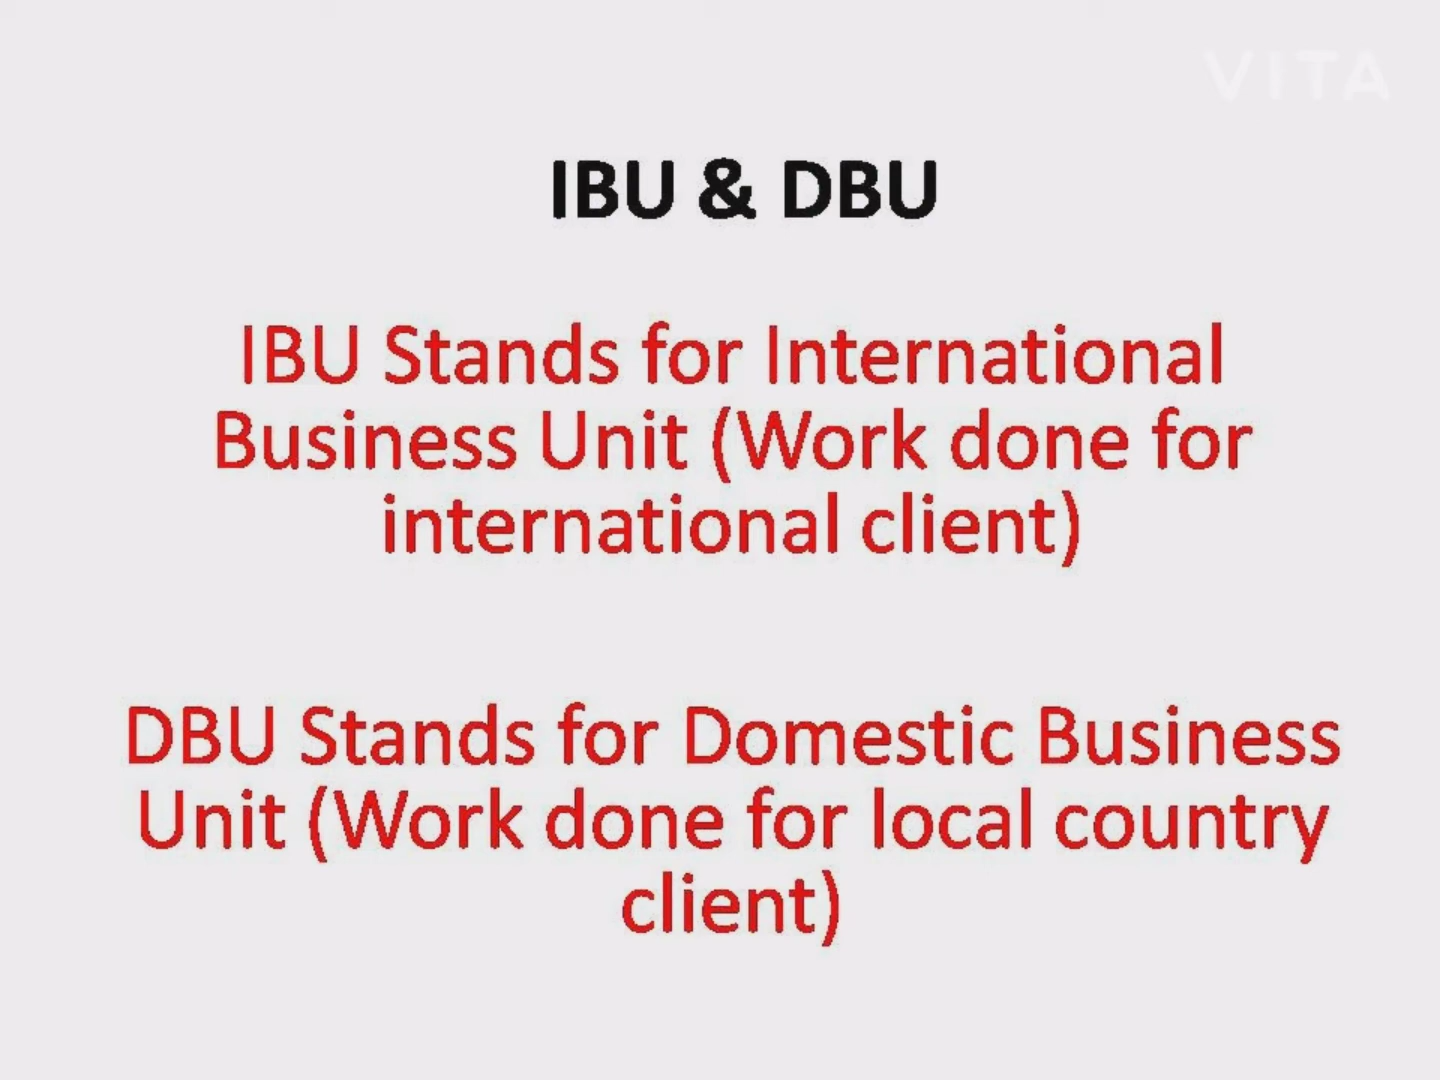 VITA
IBU & DBU
IBU Stands for International
Business Unit (Work done for
international client)
DBU Stands for Domestic Business
Unit (Work done for local country
client)